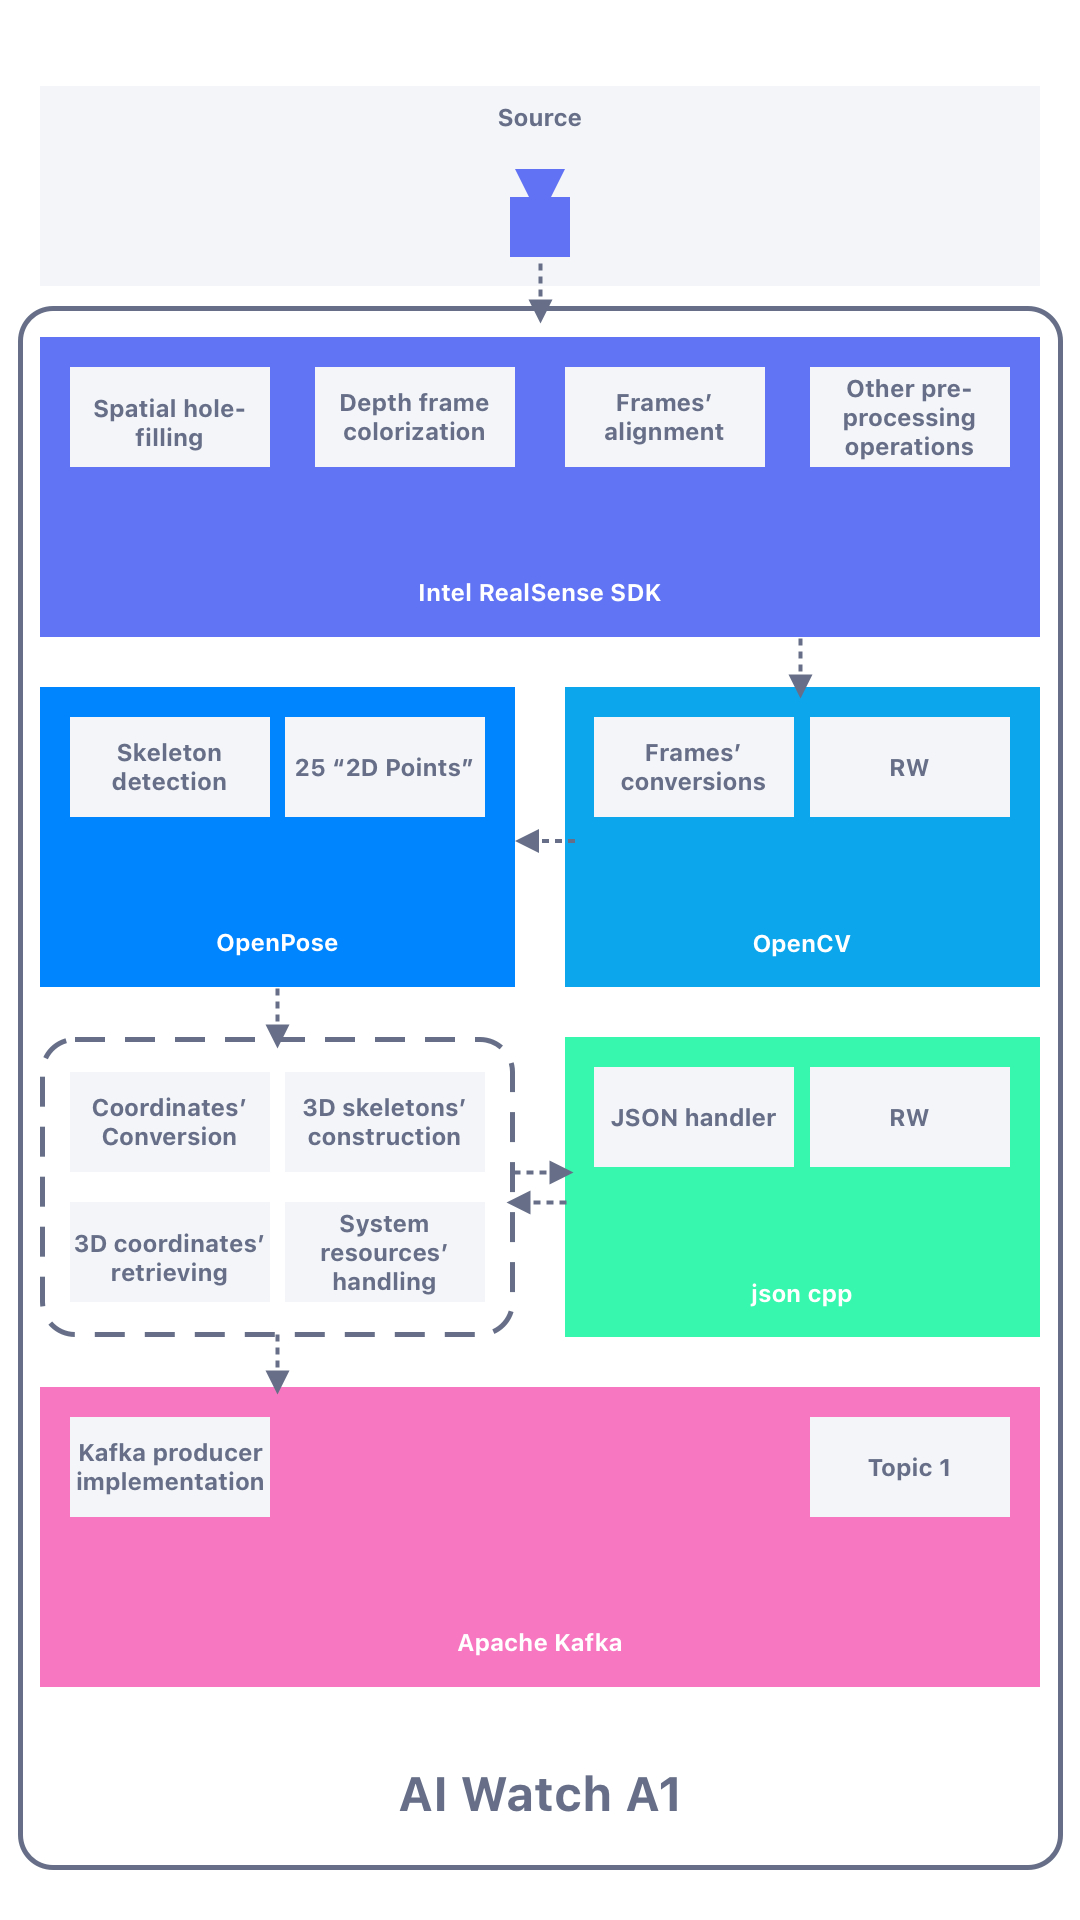 Source
Spatial hole-
filling
Depth frame
colorization
Frames’
alignment
Other pre-
processing
operations
Intel RealSense SDK
Skeleton
detection
25 “2D Points”
OpenPose
Frames’
conversions
RW
OpenCV
Coordinates’
Conversion
3D skeletons’
construction
3D coordinates’
retrieving
System
resources’
handling
JSON handler
RW
json cpp
Kafka producer
implementation
Topic 1
Apache Kafka
AI Watch A1